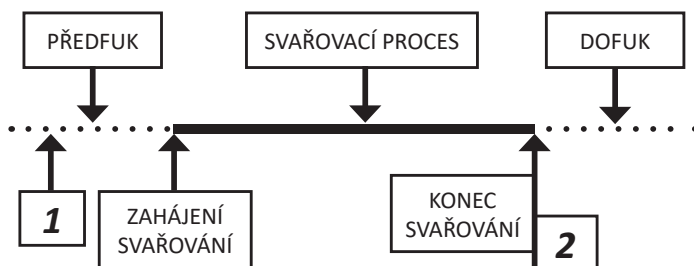 PŘEDFUK
SVAŘOVACÍ PROCES
DOFUK
1
ZAHÁJENÍ
SVAŘOVÁNÍ
KONEC
SVAŘOVÁNÍ
2